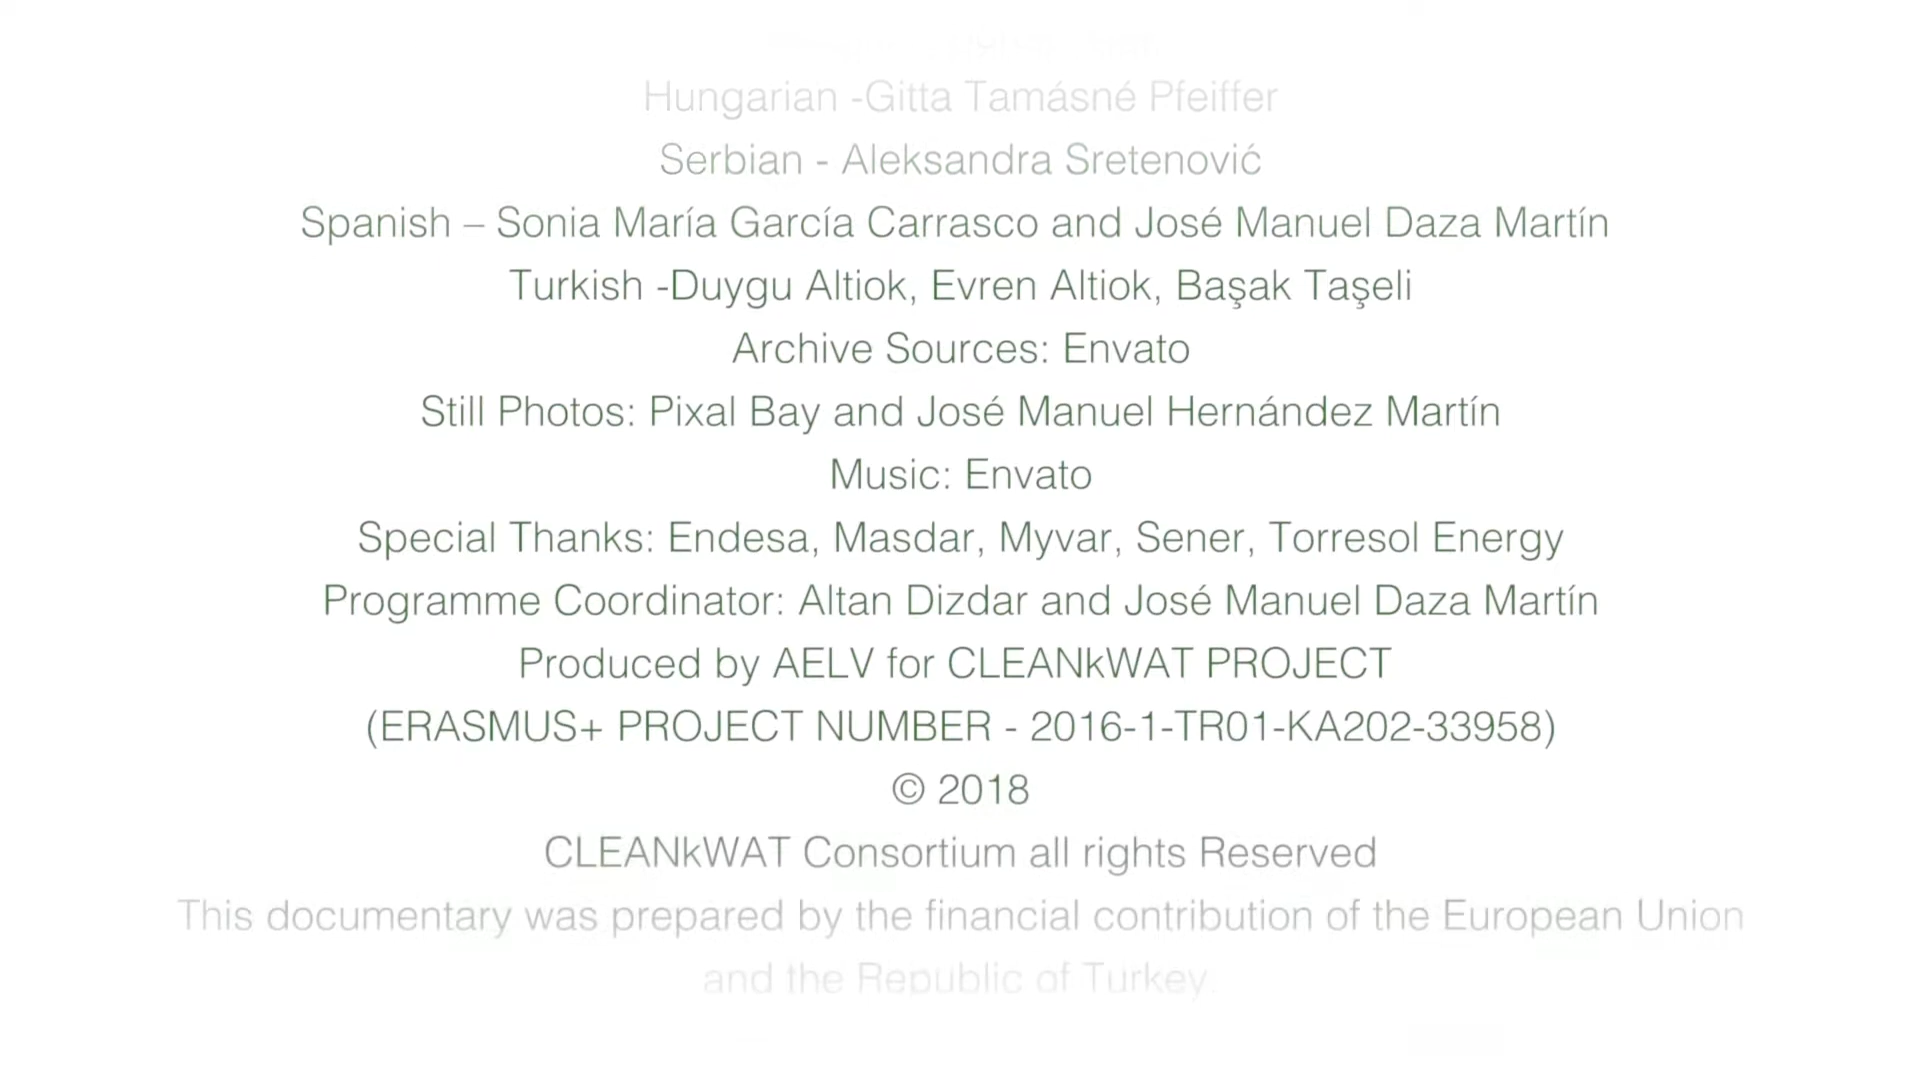 Hungarian -Gitta Tamásné Pfeiffer
Serbian - Aleksandra Sretenović
Spanish – Sonia María García Carrasco and José Manuel Daza Martín
Turkish -Duygu Altiok, Evren Altiok, Başak Taşeli
Archive Sources: Envato
Still Photos: Pixal Bay and José Manuel Hernández Martín
Music: Envato
Special Thanks: Endesa, Masdar, Myvar, Sener, Torresol Energy
Programme Coordinator: Altan Dizdar and José Manuel Daza Martín
Produced by AELV for CLEANkWAT PROJECT
(ERASMUS+ PROJECT NUMBER - 2016-1-TR01-KA202-33958)
© 2018
CLEANkWAT Consortium all rights Reserved
This documentary was prepared by the financial contribution of the European Union
and the Republic of Turkey.